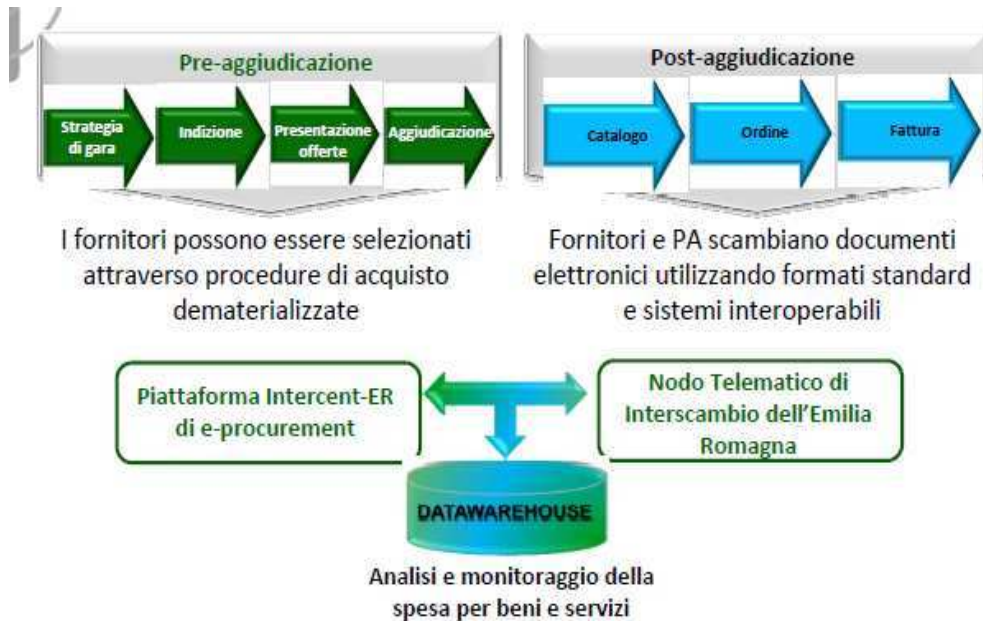 Pre-aggiudicazione
Strategia
di gara
Indizione
Presentazione
offerte
Aggiudicazione
I fornitori possono essere selezionati
attraverso procedure di acquisto
dematerializzate
Post-aggiudicazione
Catalogo
Ordine
Fattura
Fornitori e PA scambiano documenti
elettronici utilizzando formati standard
e sistemi interoperabili
Piattaforma Intercent-ER
di e-procurement
Nodo Telematico di
Interscambio dell'Emilia
Romagna
DATAWAREHOUSE
Analisi e monitoraggio della
spesa per beni e servizi